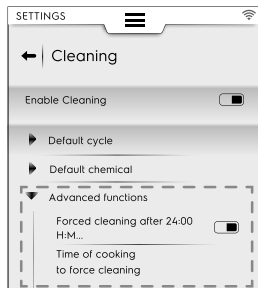 SETTINGS
Cleaning
Enable Cleaning
Default cycle
Default chemical
Advanced functions
Forced cleaning after 24:00
H:M...
Time of cooking
to force cleaning